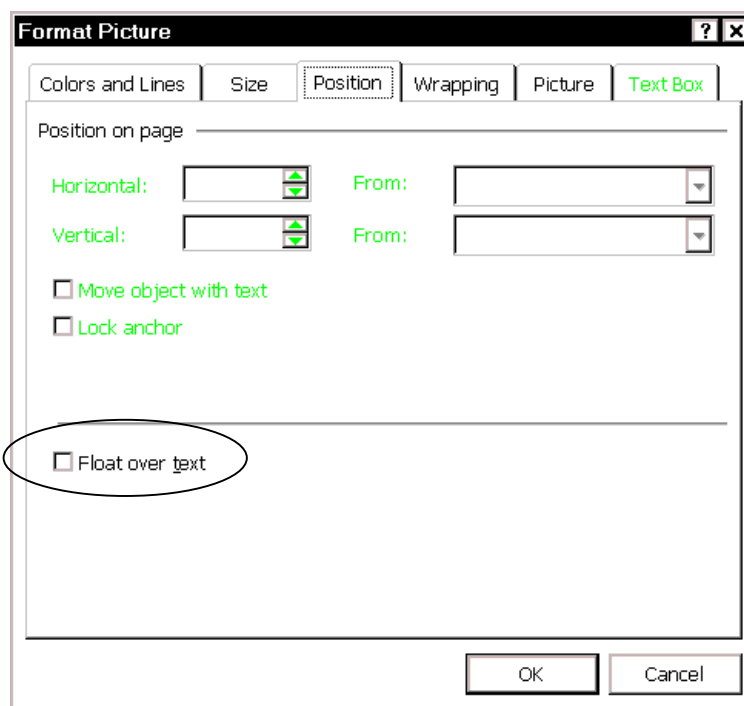 Format Picture ? X
Colors and Lines Size Position Wrapping Picture Text Box
Position on page
Horizontal: From:
Vertical: From:
Move object with text
Lock anchor
Float over text
OK Cancel